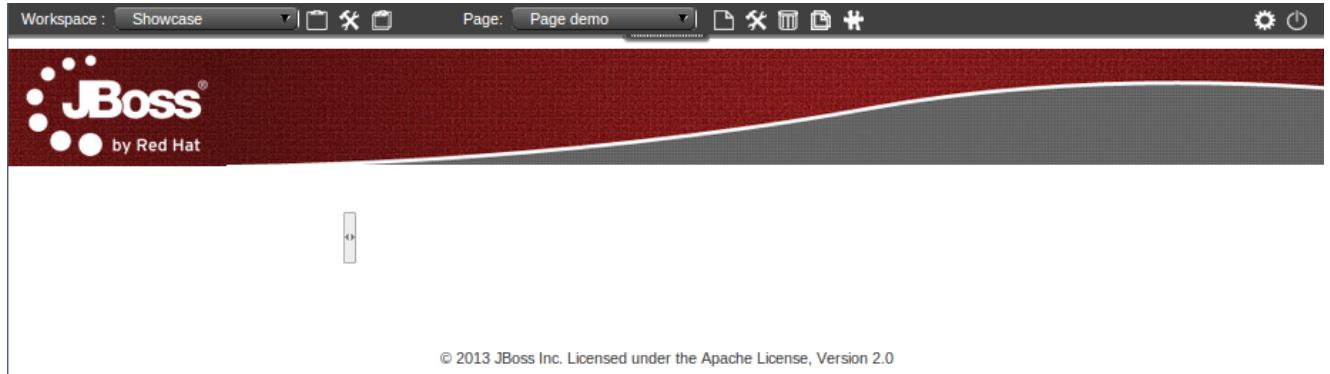 Workspace : Showcase Page: Page demo
JBoss®
by Red Hat
© 2013 JBoss Inc. Licensed under the Apache License, Version 2.0